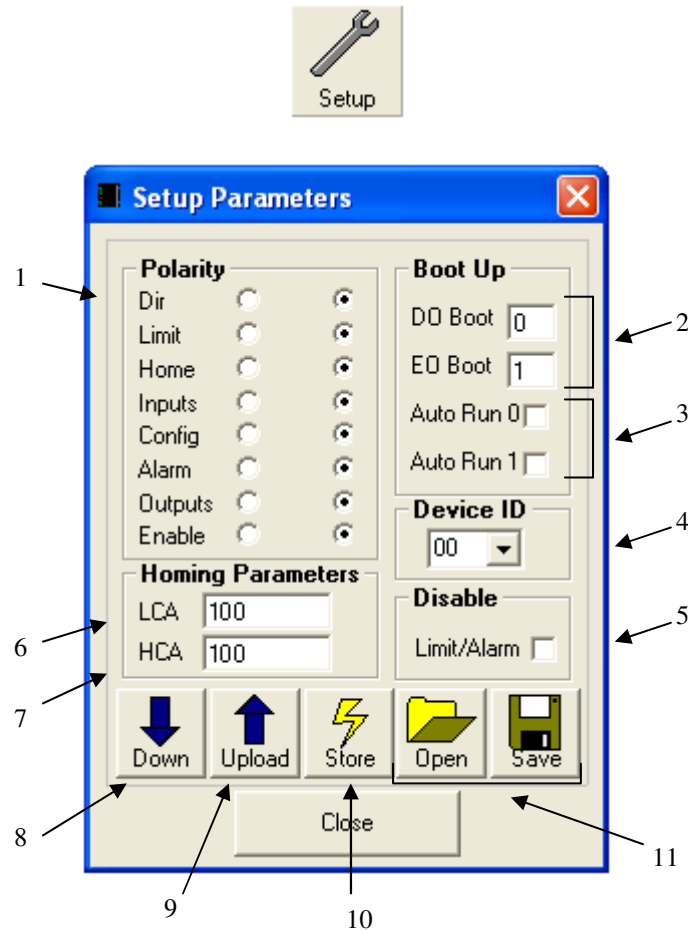 Setup
Setup Parameters
Polarity
Dir
Limit
Home
Inputs
Config
Alarm
Outputs
Enable
Boot Up
DO Boot 0
EO Boot 1
Auto Run 0
Auto Run 1
Device ID
00
Homing Parameters
LCA 100
HCA 100
Disable
Limit/Alarm
Down Upload Store Open Save
Close
1
2
3
4
5
6
7
8
9
10
11